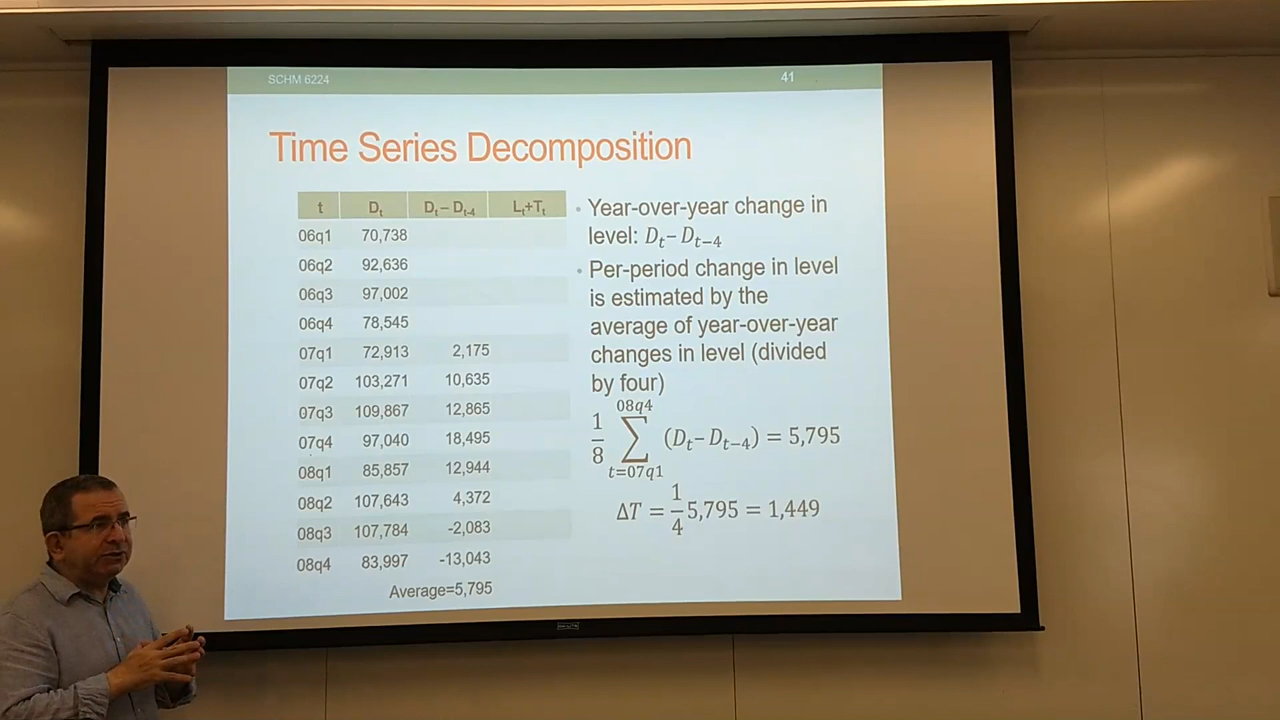 SCHM 6224
41
Time Series Decomposition
t Dₜ Dₜ – Dₜ₋₄ Lₜ+Tₜ
06q1 70,738
06q2 92,636
06q3 97,002
06q4 78,545
07q1 72,913 2,175
07q2 103,271 10,635
07q3 109,867 12,865
07q4 97,040 18,495
08q1 85,857 12,944
08q2 107,643 4,372
08q3 107,784 -2,083
08q4 83,997 -13,043
Average=5,795
• Year-over-year change in
level: Dₜ– Dₜ₋₄
• Per-period change in level
is estimated by the
average of year-over-year
changes in level (divided
by four)
08q4
1/8 ∑ (Dₜ– Dₜ₋₄) = 5,795
t=07q1
ΔT = 1/4 5,795 = 1,449